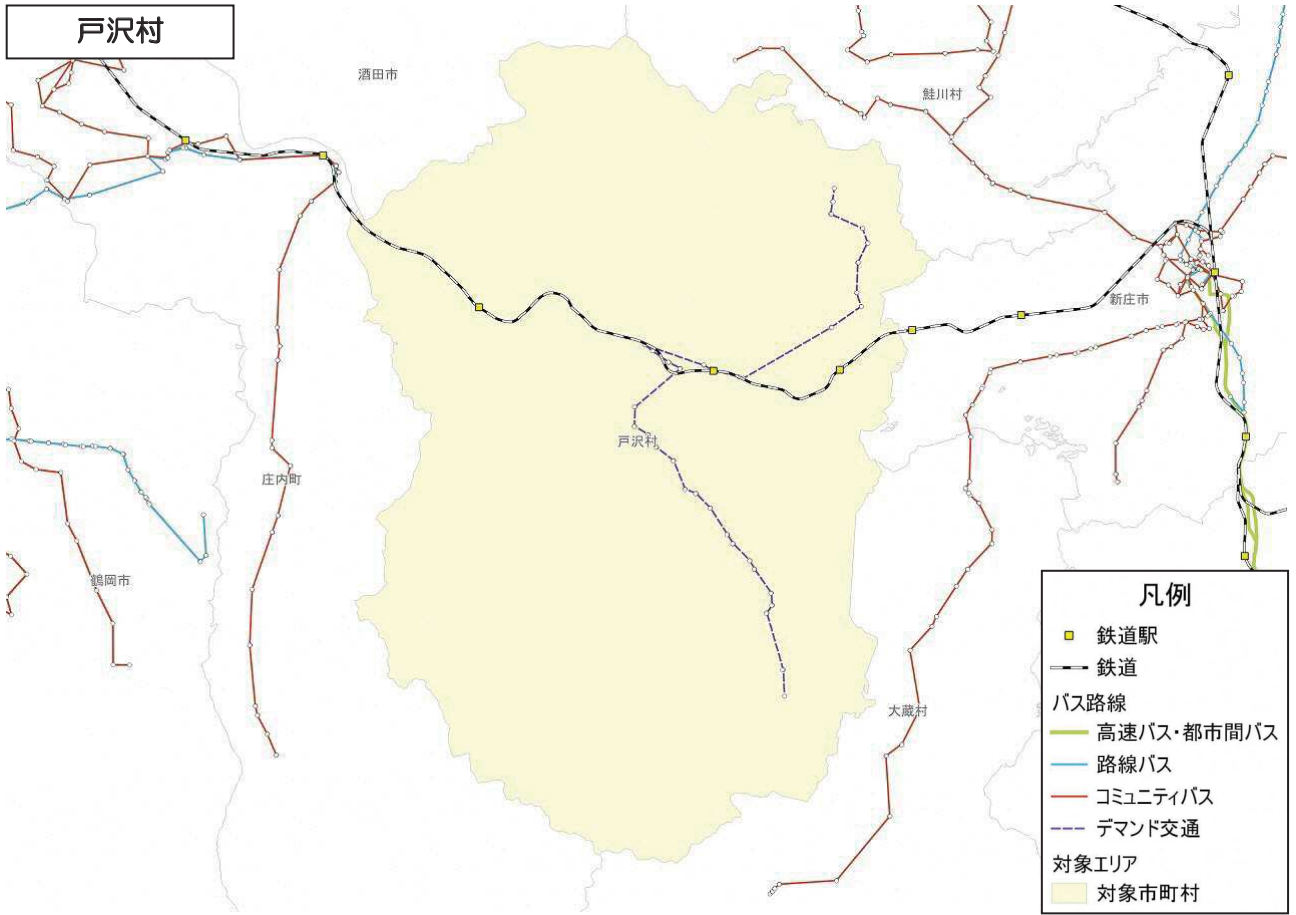 戸沢村
酒田市
鮭川村
新庄市
戸沢村
庄内町
鶴岡市
大蔵村
凡例
鉄道駅
鉄道
バス路線
高速バス・都市間バス
路線バス
コミュニティバス
デマンド交通
対象エリア
対象市町村